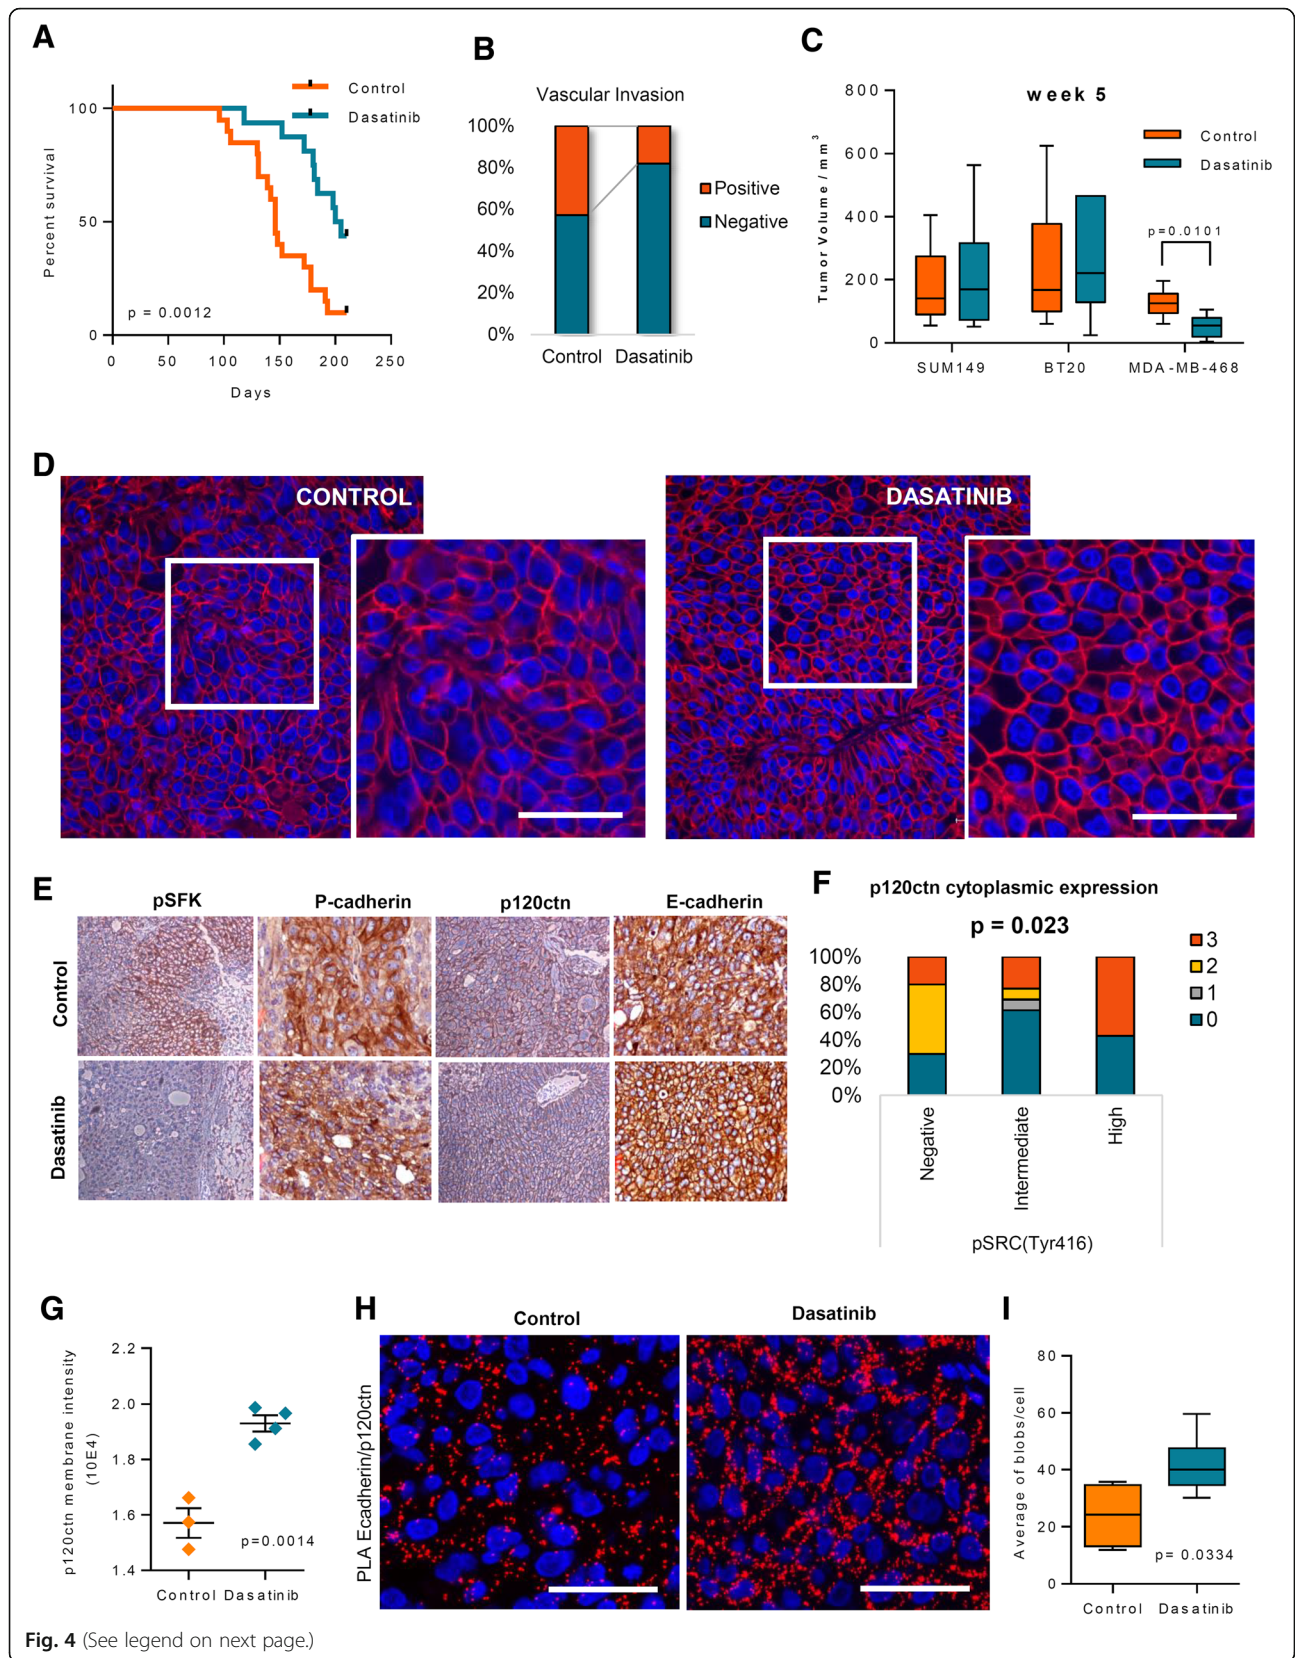 A
Control
Dasatinib
Percent survival
100
50
0
p = 0.0012
0 50 100 150 200 250
Days
B
Vascular Invasion
100%
80%
60%
40%
20%
0%
Positive
Negative
Control Dasatinib
C
week 5
Control
Dasatinib
Tumor Volume / mm3
800
600
400
200
0
p=0.0101
SUM149 BT20 MDA-MB-468
D
CONTROL
DASATINIB
E
pSFK P-cadherin p120ctn E-cadherin
Control
Dasatinib
F
p120ctn cytoplasmic expression
p = 0.023
100%
80%
60%
40%
20%
0%
3
2
1
0
Negative
Intermediate
High
pSRC(Tyr416)
G
p120ctn membrane intensity
(10E4)
2.2
2.0
1.8
1.6
1.4
p=0.0014
Control Dasatinib
H
Control Dasatinib
PLA Ecadherin/p120ctn
I
Average of blobs/cell
80
60
40
20
0
p= 0.0334
Control Dasatinib
Fig. 4 (See legend on next page.)